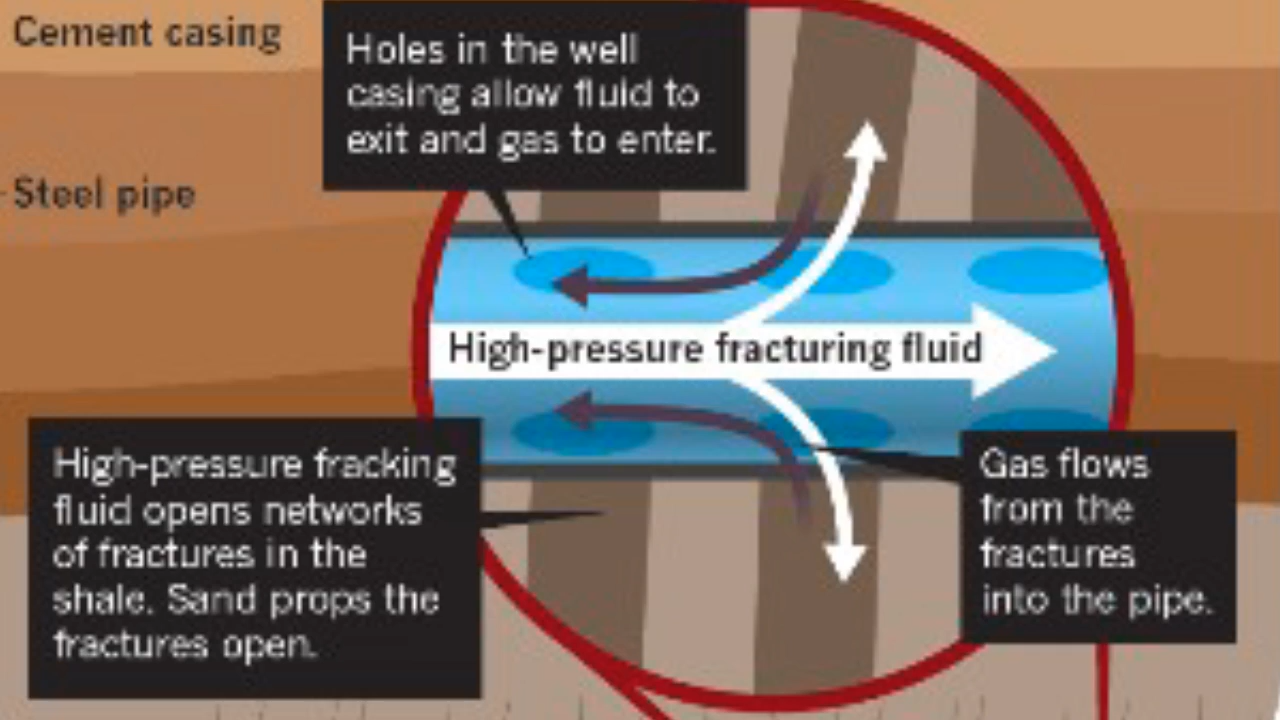 Cement casing
Holes in the well
casing allow fluid to
exit and gas to enter.
Steel pipe
High-pressure fracturing fluid
High-pressure fracking
fluid opens networks
of fractures in the
shale. Sand props the
fractures open.
Gas flows
from the
fractures
into the pipe.